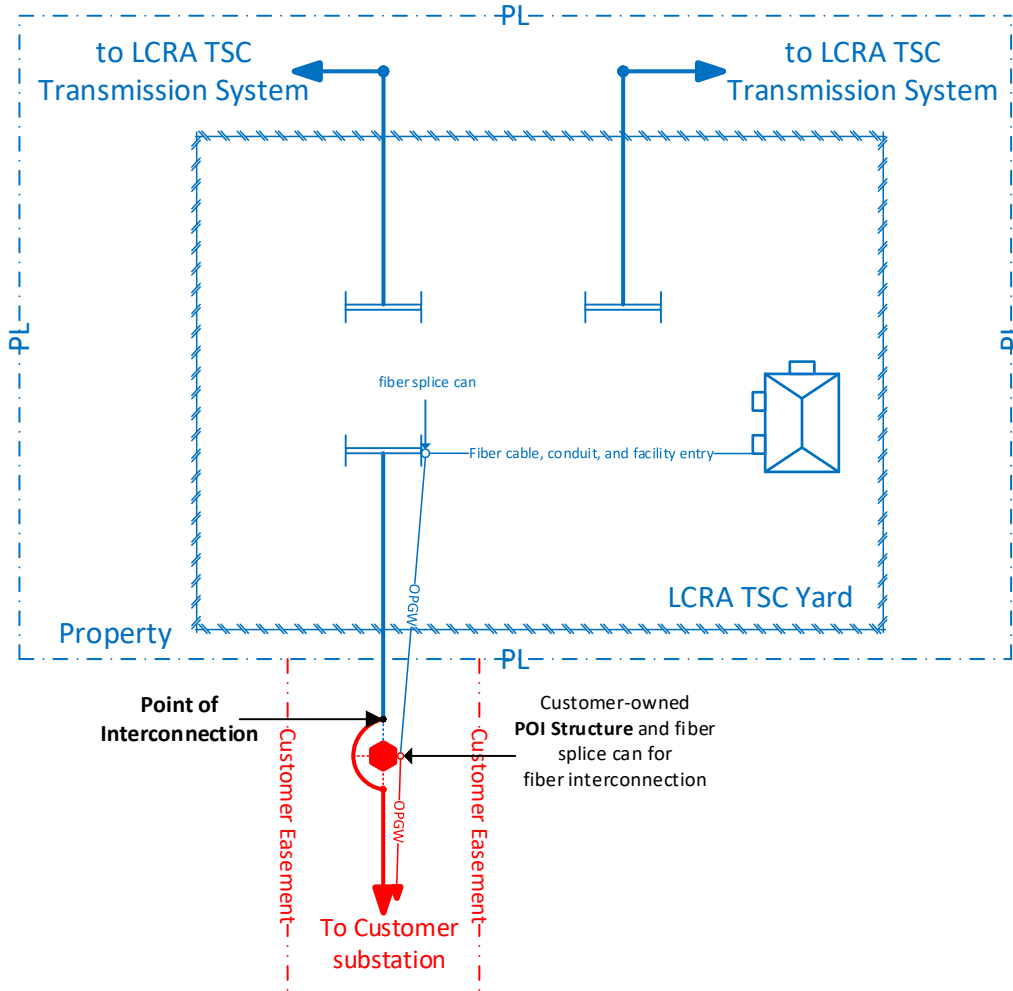 PL
to LCRA TSC
Transmission System
to LCRA TSC
Transmission System
PL
PL
fiber splice can
Fiber cable, conduit, and facility entry
OPGW
LCRA TSC Yard
Property
PL
Point of
Interconnection
Customer-owned
POI Structure and fiber
splice can for
fiber interconnection
Customer Easement
Customer Easement
OPGW
To Customer
substation